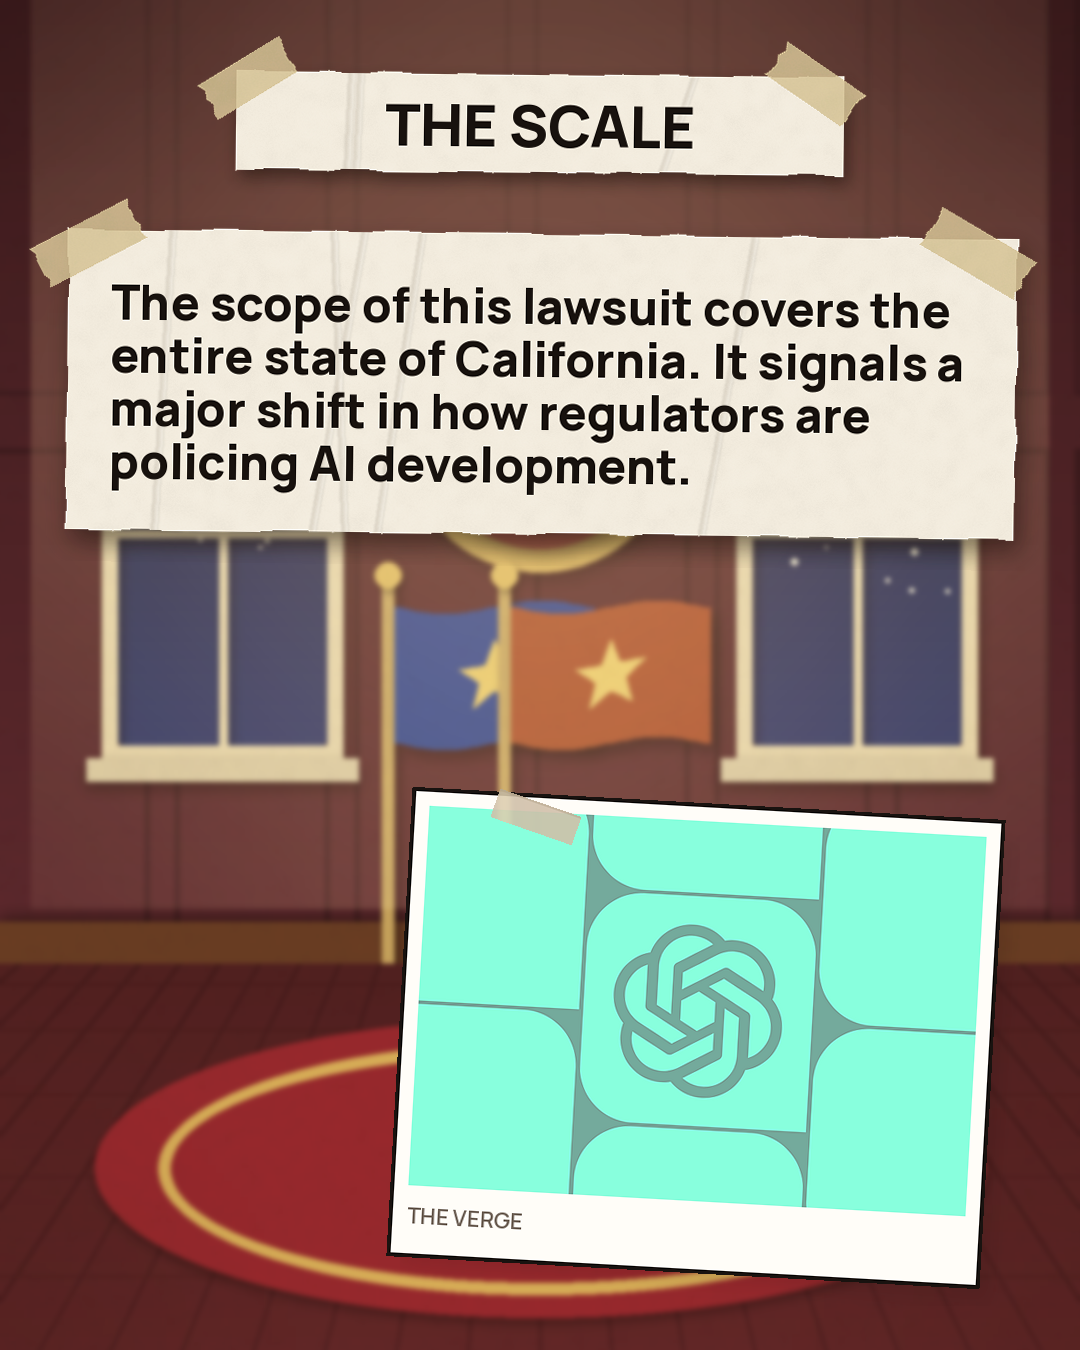 THE SCALE
The scope of this lawsuit covers the
entire state of California. It signals a
major shift in how regulators are
policing AI development.
THE VERGE